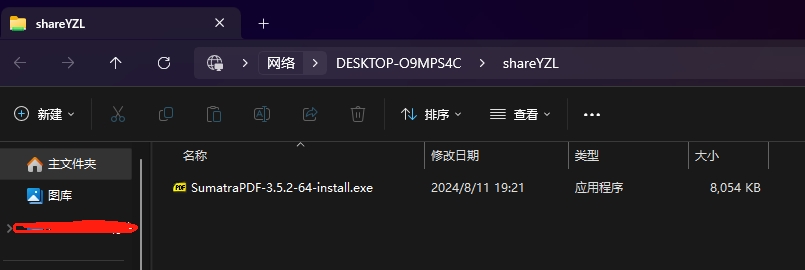 shareYZL
网络 DESKTOP-O9MPS4C shareYZL
新建 排序 查看
主文件夹
图库
名称 修改日期 类型 大小
PDF SumatraPDF-3.5.2-64-install.exe 2024/8/11 19:21 应用程序 8,054 KB